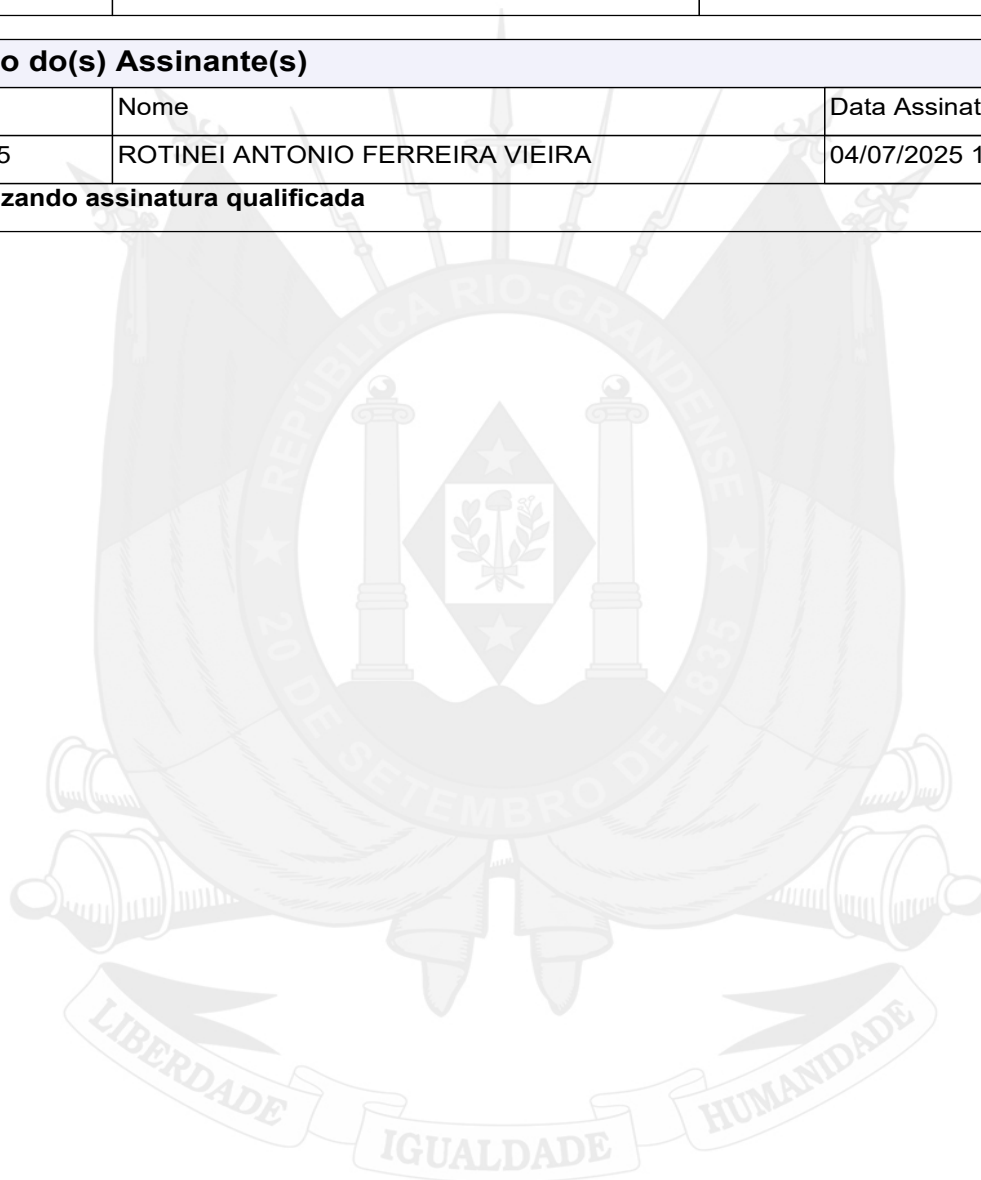 o do(s) Assinante(s)
Nome Data Assinat
5 ROTINEI ANTONIO FERREIRA VIEIRA 04/07/2025 1
zando assinatura qualificada
REPÚBLICA RIO-GRANDENSE
20 DE SETEMBRO DE 1835
LIBERDADE
IGUALDADE
HUMANIDADE